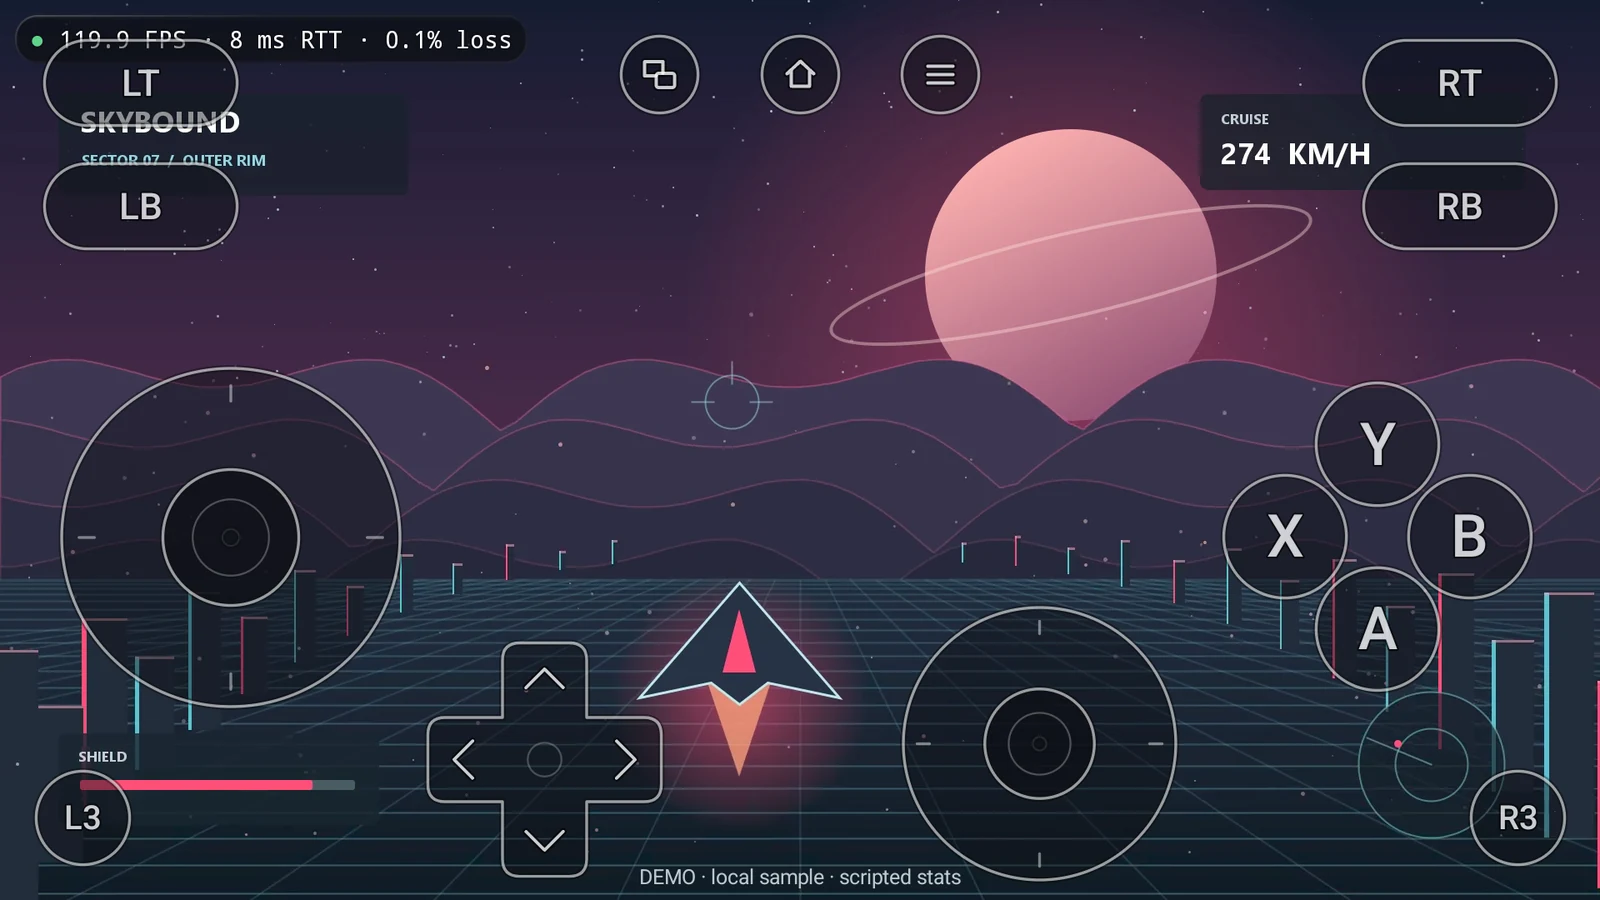 119.9 FPS · 8 ms RTT · 0.1% loss
LT
RT
SKYBOUND
SECTOR 07 / OUTER RIM
CRUISE
274 KM/H
LB
RB
Y
X
B
A
SHIELD
L3
R3
DEMO · local sample · scripted stats